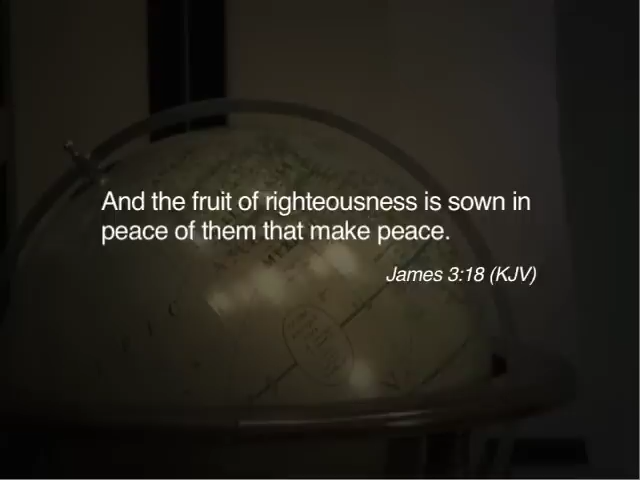 And the fruit of righteousness is sown in
peace of them that make peace.
James 3:18 (KJV)